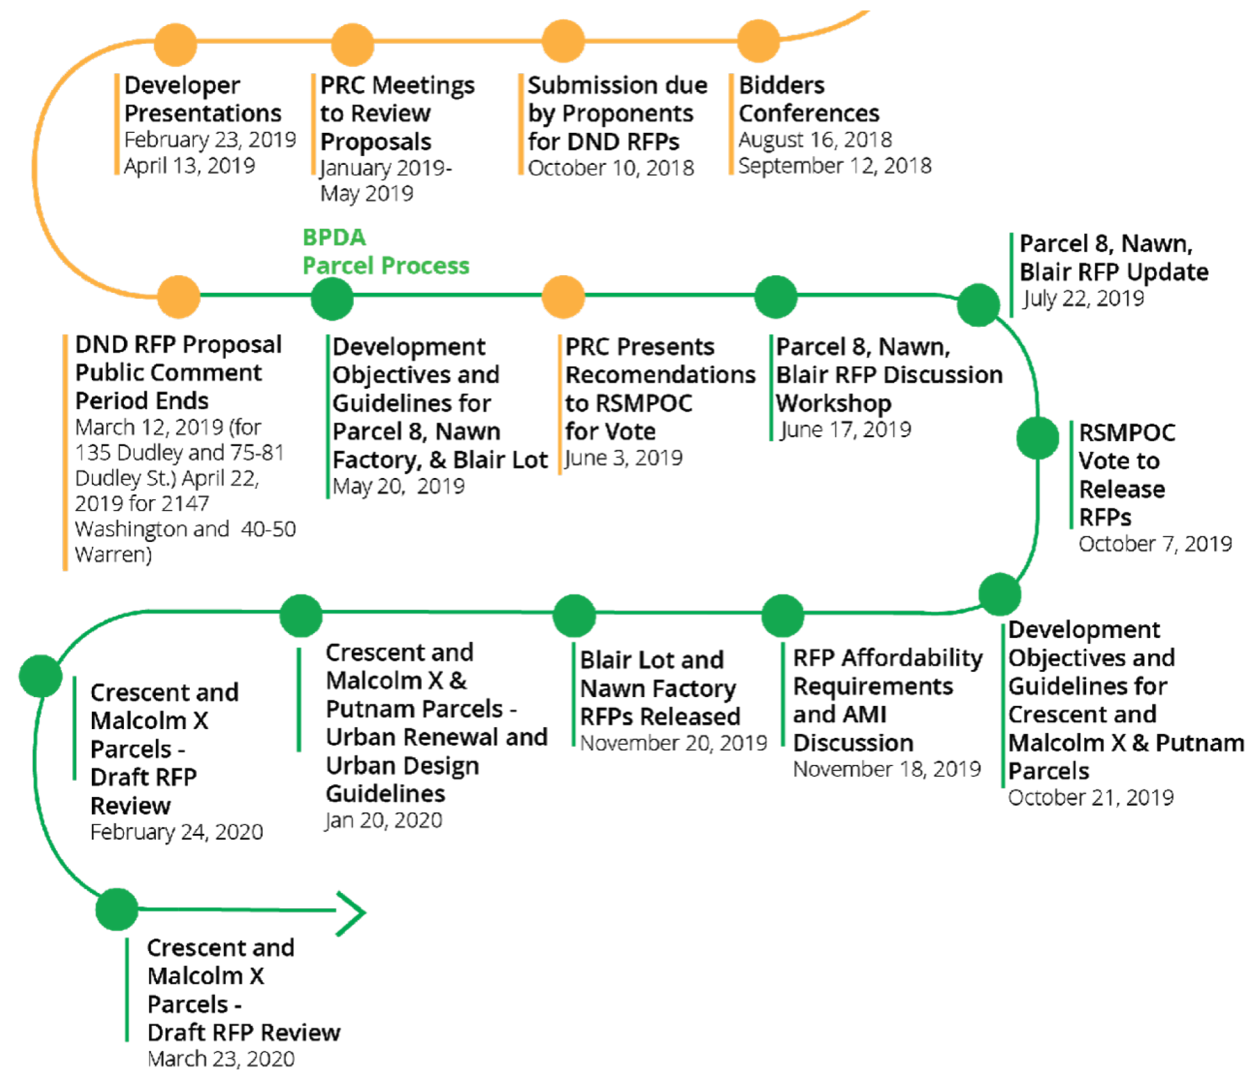 Developer
Presentations
February 23, 2019
April 13, 2019
PRC Meetings
to Review
Proposals
January 2019-
May 2019
Submission due
by Proponents
for DND RFPs
October 10, 2018
Bidders
Conferences
August 16, 2018
September 12, 2018
BPDA
Parcel Process
Parcel 8, Nawn,
Blair RFP Update
July 22, 2019
DND RFP Proposal
Public Comment
Period Ends
March 12, 2019 (for
135 Dudley and 75-81
Dudley St.) April 22,
2019 for 2147
Washington and 40-50
Warren)
Development
Objectives and
Guidelines for
Parcel 8, Nawn
Factory, & Blair Lot
May 20, 2019
PRC Presents
Recomendations
to RSMPOC
for Vote
June 3, 2019
Parcel 8, Nawn,
Blair RFP Discussion
Workshop
June 17, 2019
RSMPOC
Vote to
Release
RFPs
October 7, 2019
Crescent and
Malcolm X
Parcels -
Draft RFP
Review
February 24, 2020
Crescent and
Malcolm X &
Putnam Parcels -
Urban Renewal and
Urban Design
Guidelines
Jan 20, 2020
Blair Lot and
Nawn Factory
RFPs Released
November 20, 2019
RFP Affordability
Requirements
and AMI
Discussion
November 18, 2019
Development
Objectives and
Guidelines for
Crescent and
Malcolm X & Putnam
Parcels
October 21, 2019
Crescent and
Malcolm X
Parcels -
Draft RFP Review
March 23, 2020